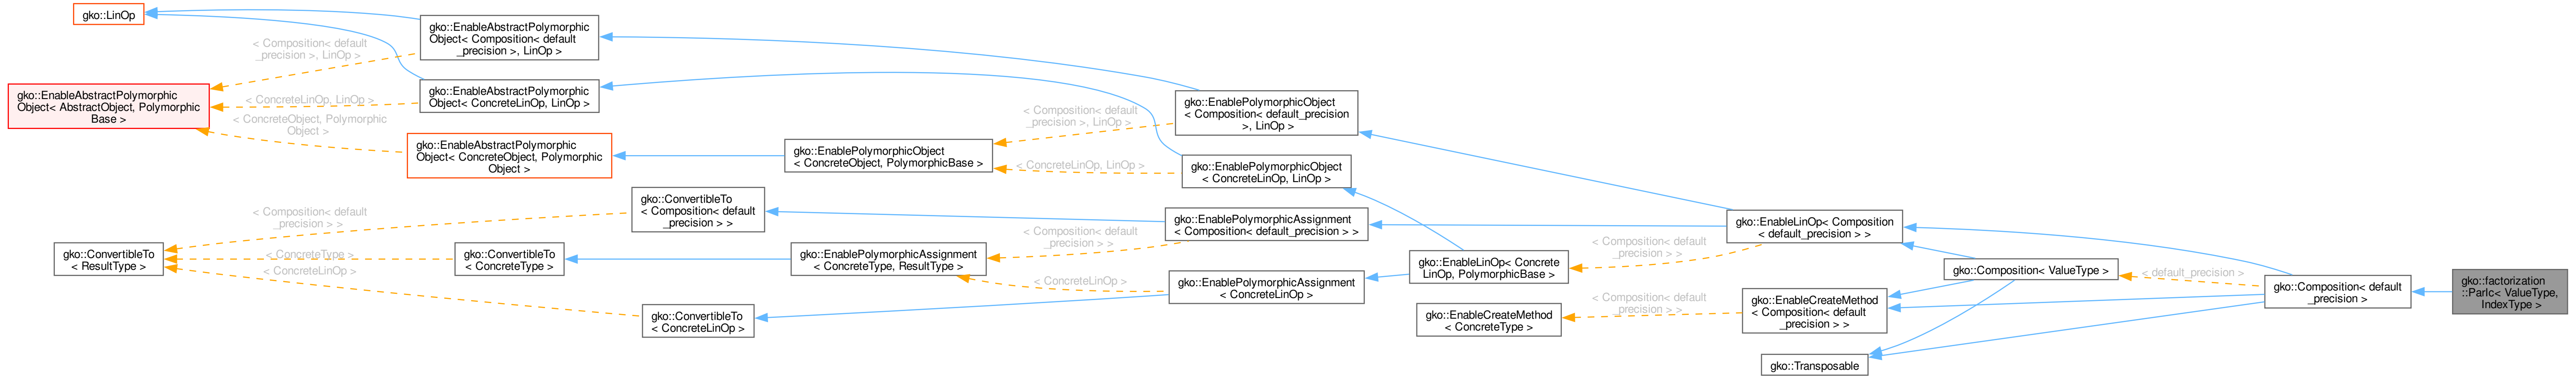 gko::LinOp
gko::EnableAbstractPolymorphic
Object< AbstractObject, Polymorphic
Base >
< Composition< default
_precision >, LinOp >
< ConcreteLinOp, LinOp >
< ConcreteObject, Polymorphic
Object >
gko::EnableAbstractPolymorphic
Object< Composition< default
_precision >, LinOp >
gko::EnableAbstractPolymorphic
Object< ConcreteLinOp, LinOp >
gko::EnableAbstractPolymorphic
Object< ConcreteObject, Polymorphic
Object >
gko::EnablePolymorphicObject
< ConcreteObject, PolymorphicBase >
< Composition< default
_precision >, LinOp >
< ConcreteLinOp, LinOp >
gko::EnablePolymorphicObject
< Composition< default_precision
>, LinOp >
gko::EnablePolymorphicObject
< ConcreteLinOp, LinOp >
gko::ConvertibleTo
< ResultType >
< Composition< default
_precision > >
< ConcreteType >
< ConcreteLinOp >
gko::ConvertibleTo
< ConcreteType >
gko::ConvertibleTo
< Composition< default
_precision > >
gko::ConvertibleTo
< ConcreteLinOp >
gko::EnablePolymorphicAssignment
< ConcreteType, ResultType >
< Composition< default
_precision > >
< ConcreteLinOp >
gko::EnablePolymorphicAssignment
< Composition< default_precision > >
gko::EnablePolymorphicAssignment
< ConcreteLinOp >
gko::EnableLinOp< Concrete
LinOp, PolymorphicBase >
< Composition< default
_precision > >
gko::EnableLinOp< Composition
< default_precision > >
gko::EnableCreateMethod
< ConcreteType >
< Composition< default
_precision > >
gko::EnableCreateMethod
< Composition< default
_precision > >
gko::Transposable
gko::Composition< ValueType >
< default_precision >
gko::Composition< default
_precision >
gko::factorization
::ParIc< ValueType,
IndexType >